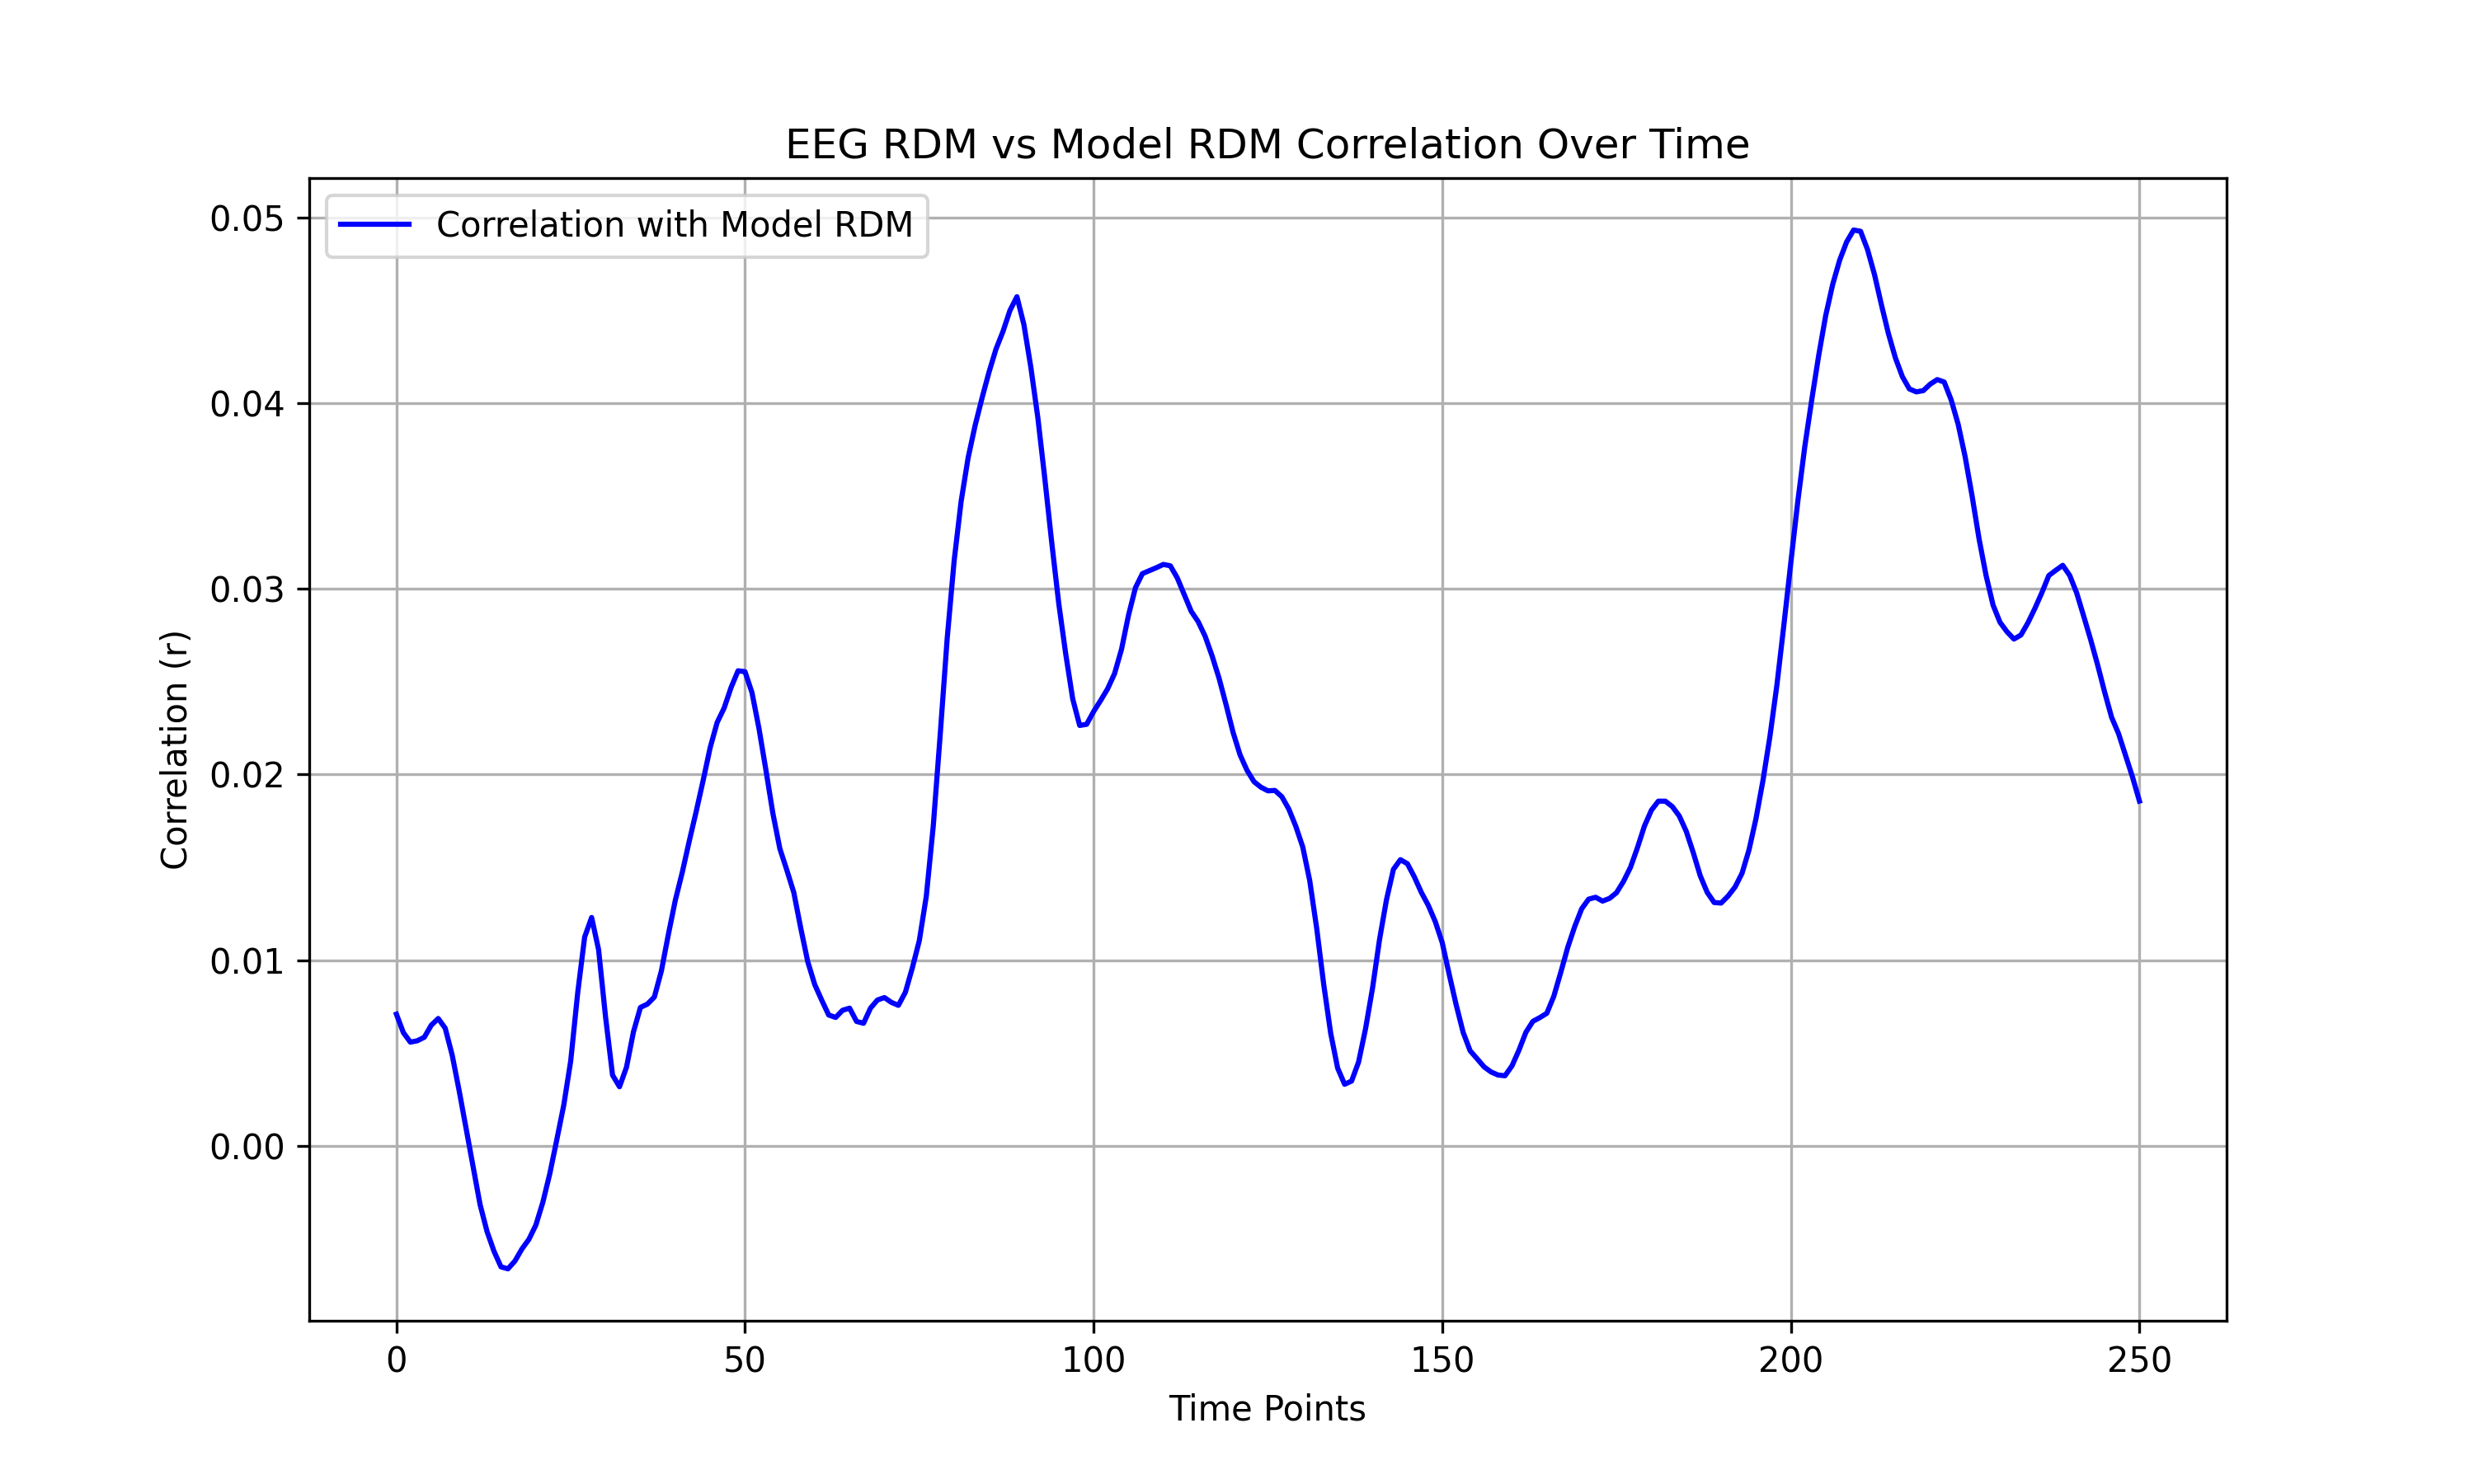 EEG RDM vs Model RDM Correlation Over Time
Correlation with Model RDM
0.05
0.04
0.03
0.02
0.01
0.00
Correlation (r)
0 50 100 150 200 250
Time Points